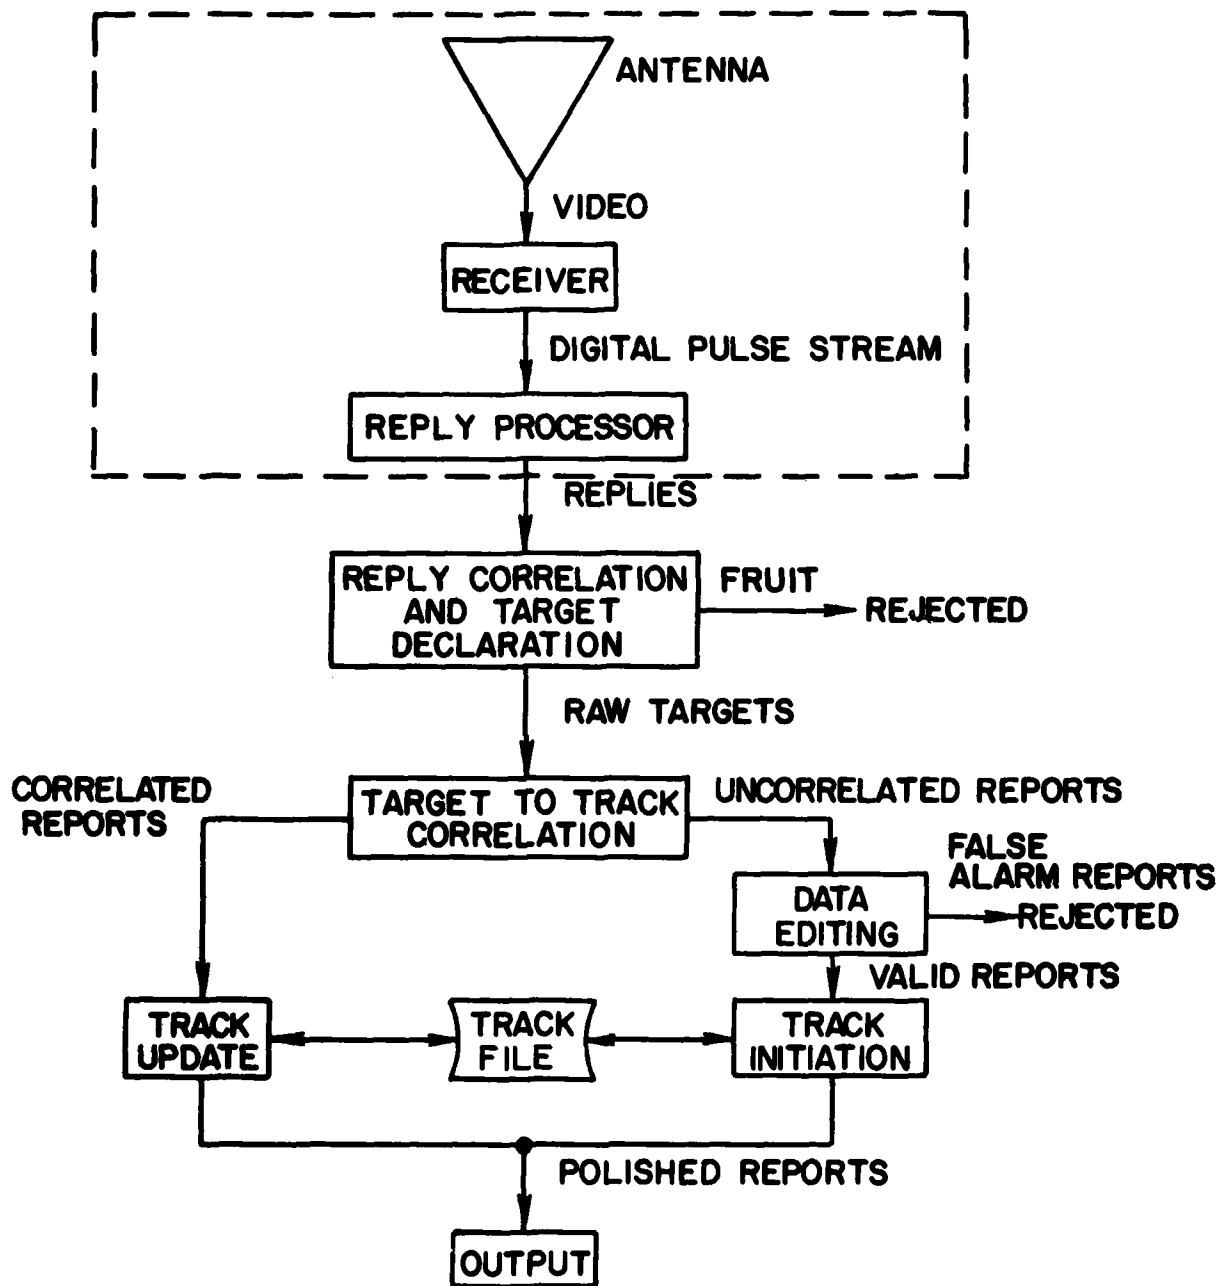 ANTENNA
VIDEO
RECEIVER
DIGITAL PULSE STREAM
REPLY PROCESSOR
REPLIES
REPLY CORRELATION
AND TARGET
DECLARATION
FRUIT
REJECTED
RAW TARGETS
CORRELATED
REPORTS
TARGET TO TRACK
CORRELATION
UNCORRELATED REPORTS
FALSE
ALARM REPORTS
DATA
EDITING
REJECTED
VALID REPORTS
TRACK
UPDATE
TRACK
FILE
TRACK
INITIATION
POLISHED REPORTS
OUTPUT